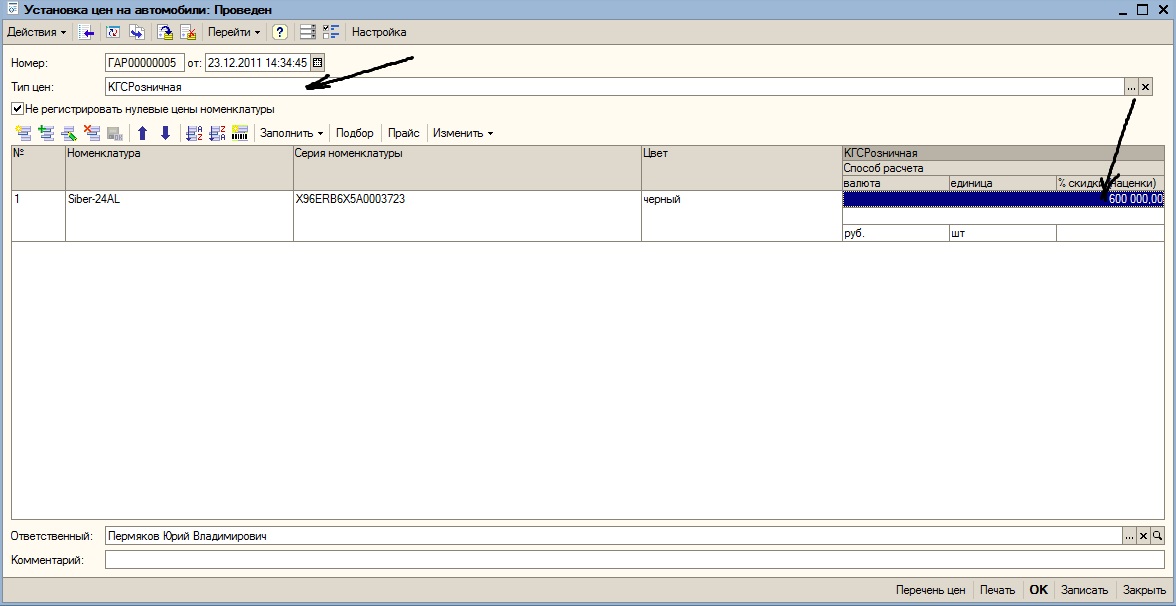 Установка цен на автомобили: Проведен
Действия Перейти Настройка
Номер: ГАР00000005 от: 23.12.2011 14:34:45
Тип цен: КГСРозничная
Не регистрировать нулевые цены номенклатуры
Заполнить Подбор Прайс Изменить
№ Номенклатура Серия номенклатуры Цвет КГСРозничная
Способ расчета
валюта единица % скидки наценки)
1 Siber-24AL X96ERB6X5A0003723 черный 600 000,00
руб. шт
Ответственный: Пермяков Юрий Владимирович
Комментарий:
Перечень цен Печать OK Записать Закрыть